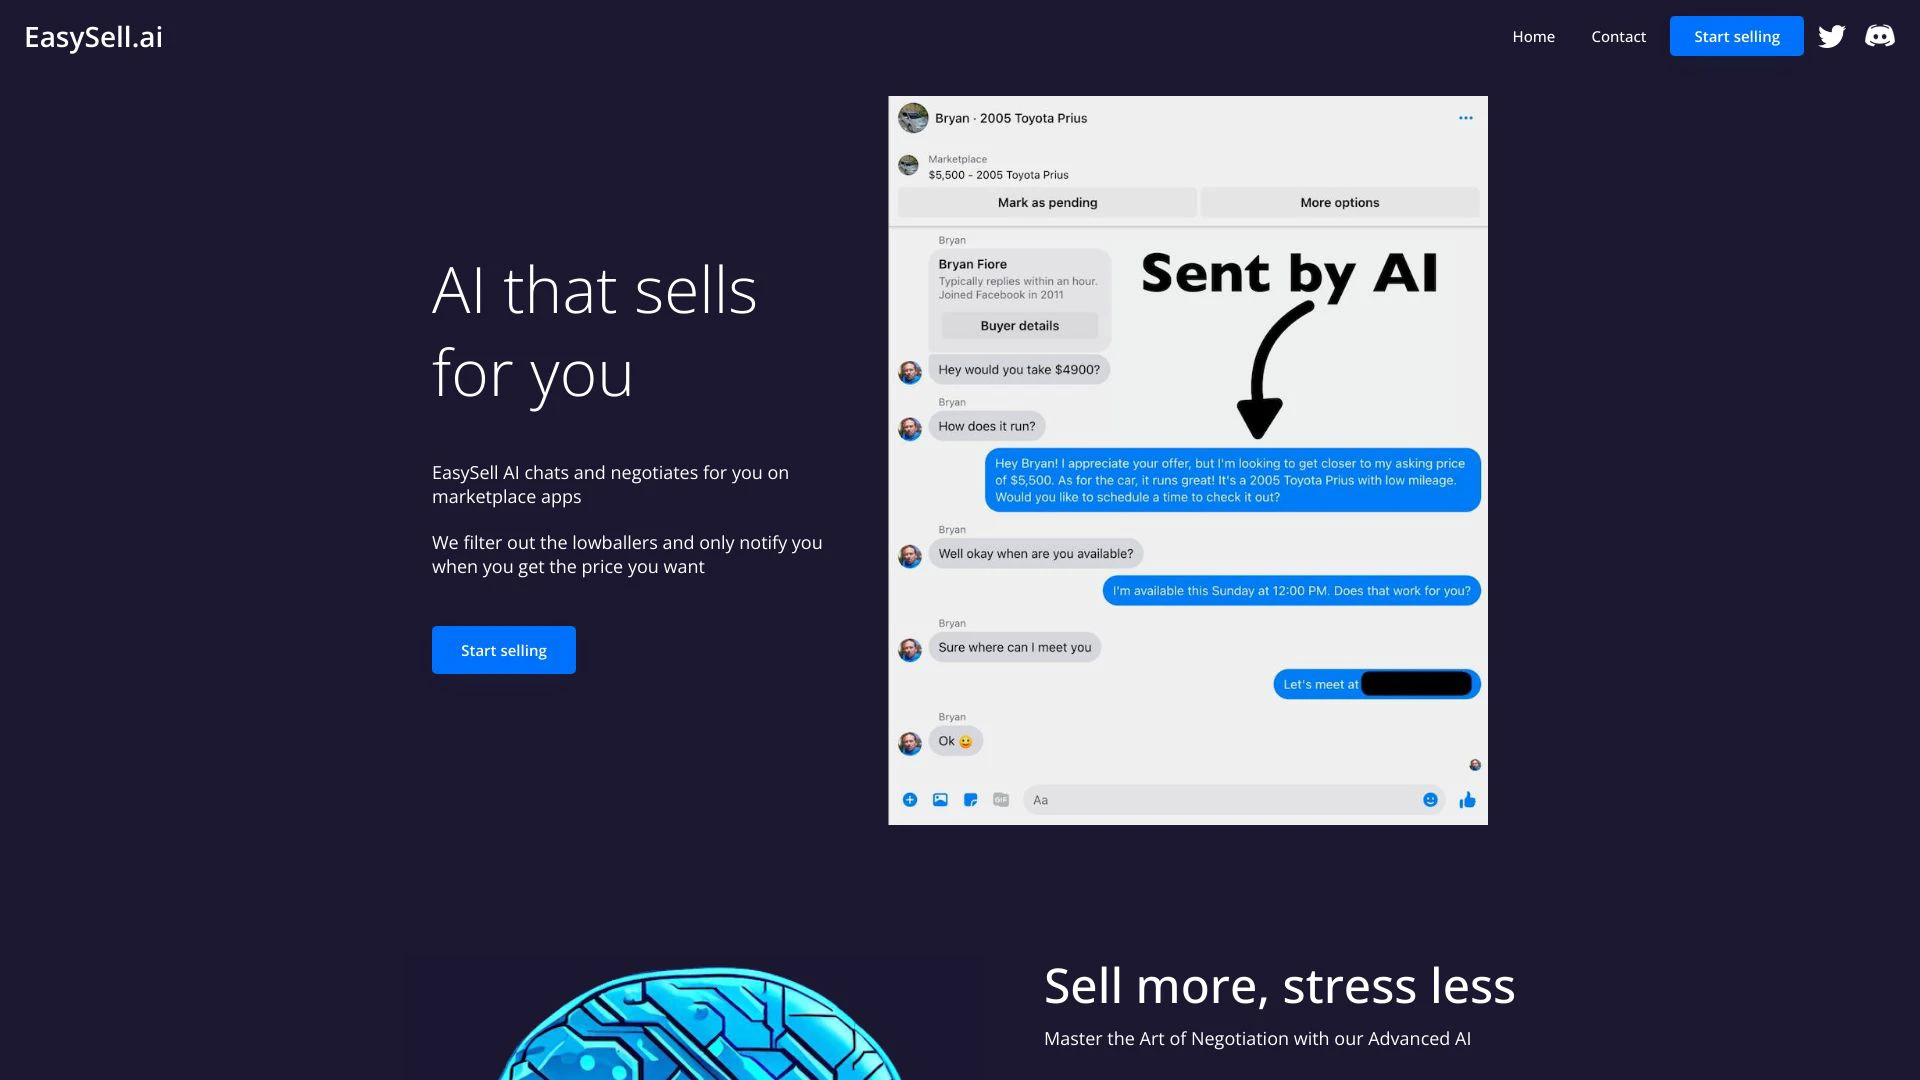 EasySell.ai
Home
Contact
Start selling
AI that sells
for you
EasySell AI chats and negotiates for you on
marketplace apps
We filter out the lowballers and only notify you
when you get the price you want
Start selling
Bryan · 2005 Toyota Prius
Marketplace
$5,500 - 2005 Toyota Prius
Mark as pending
More options
Bryan
Bryan Fiore
Typically replies within an hour.
Joined Facebook in 2011
Buyer details
Sent by AI
Hey would you take $4900?
Bryan
How does it run?
Hey Bryan! I appreciate your offer, but I'm looking to get closer to my asking price
of $5,500. As for the car, it runs great! It's a 2005 Toyota Prius with low mileage.
Would you like to schedule a time to check it out?
Bryan
Well okay when are you available?
I'm available this Sunday at 12:00 PM. Does that work for you?
Bryan
Sure where can I meet you
Let's meet at
Bryan
Ok
GIF
Aa
Sell more, stress less
Master the Art of Negotiation with our Advanced AI